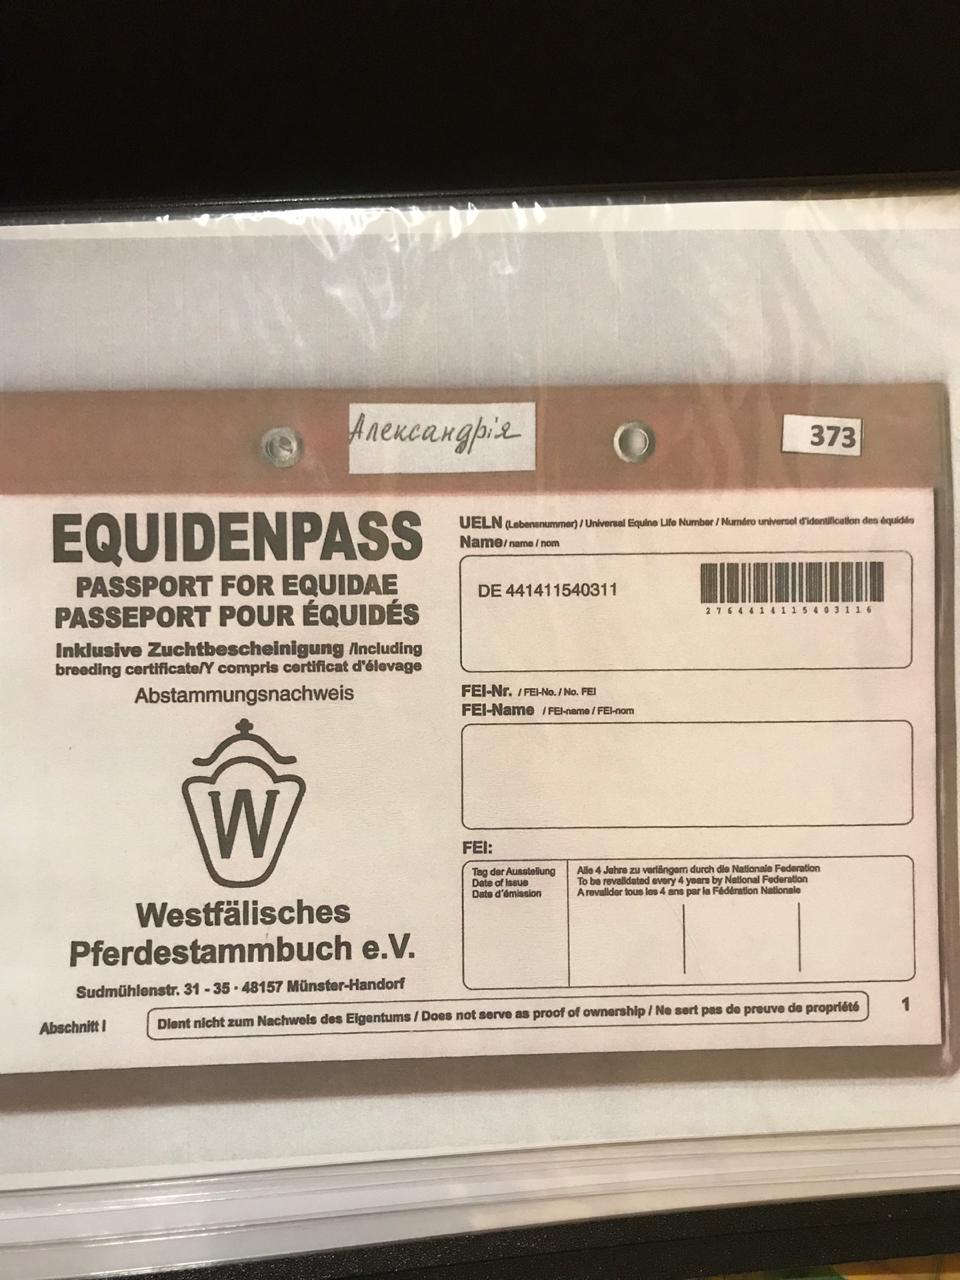 Александрія
373
EQUIDENPASS
PASSPORT FOR EQUIDAE
PASSEPORT POUR ÉQUIDÉS
Inklusive Zuchtbescheinigung /Including
breeding certificate/Y compris certificat d'élevage
Abstammungsnachweis
W
Westfälisches
Pferdestammbuch e.V.
Sudmühlenstr. 31 - 35 · 48157 Münster-Handorf
UELN (Lebensnummer) / Universal Equine Life Number / Numéro universel d'identification des équidés
Name/ name / nom
DE 441411540311
2764414115403116
FEI-Nr. / FEI-No. / No. FEI
FEI-Name / FEI-name / FEI-nom
FEI:
Tag der Ausstellung
Date of issue
Date d'émission
Alle 4 Jahre zu verlängern durch die Nationale Federation
To be revalidated every 4 years by National Federation
A revalider tous les 4 ans par la Fédération Nationale
Abschnitt I
Dient nicht zum Nachweis des Eigentums / Does not serve as proof of ownership / Ne sert pas de preuve de propriété
1